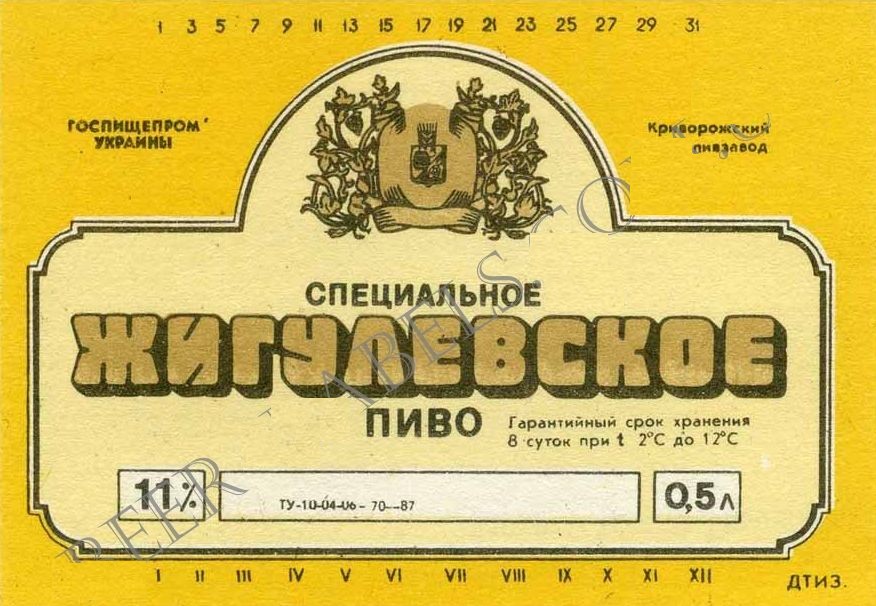 1 3 5 7 9 11 13 15 17 19 21 23 25 27 29 31
ГОСПИЩЕПРОМ
УКРАИНЫ
Криворожский
пивзавод
СПЕЦИАЛЬНОЕ
ЖИГУЛЕВСКОЕ
ПИВО
Гарантийный срок хранения
8 суток при t 2°С до 12°С
11%
ТУ-10-04-06-70--87
0,5л
I II III IV V VI VII VIII IX X XI XII
ДТИЗ.